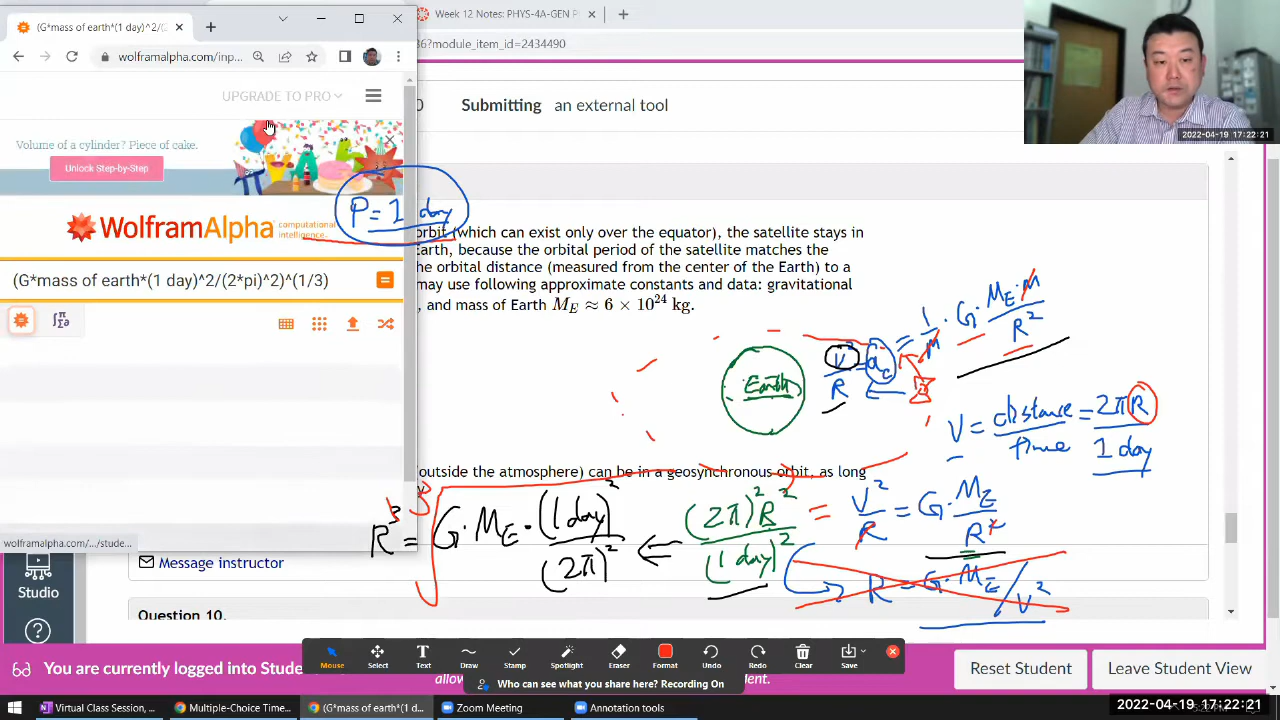 (G*mass of earth*(1 day)^2/(2
Week 12 Notes: PHYS-4A-GEN P
wolframalpha.com/inp...
36?module_item_id=2434490
UPGRADE TO PRO
0 Submitting an external tool
Volume of a cylinder? Piece of cake.
Unlock Step-by-Step
2022-04-19 17:22:21
WolframAlpha computational intelligence
P = 1 day
orbit (which can exist only over the equator), the satellite stays in
Earth, because the orbital period of the satellite matches the
he orbital distance (measured from the center of the Earth) to a
may use following approximate constants and data: gravitational
, and mass of Earth M_E ≈ 6 × 10^24 kg.
(G*mass of earth*(1 day)^2/(2*pi)^2)^(1/3)
Earth
V^2/R = a_c = 1/m · G · M_E · m / R^2
V = distance/time = 2πR/1 day
outside the atmosphere) can be in a geosynchronous orbit, as long
R^3 = G · M_E · (1 day)^2/(2π)^2 ⇐ (2π)^2 R^2/(1 day)^2 = V^2/R = G · M_E/R^2
R = G · M_E / V^2
wolframalpha.com/.../stude...
Message instructor
Studio
Question 10.
Mouse Select Text Draw Stamp Spotlight Eraser Format Undo Redo Clear Save
Who can see what you share here? Recording On
You are currently logged into Stude
Reset Student
Leave Student View
Virtual Class Session, ...
Multiple-Choice Time...
(G*mass of earth*(1 d...
Zoom Meeting
Annotation tools
2022-04-19 17:22:21